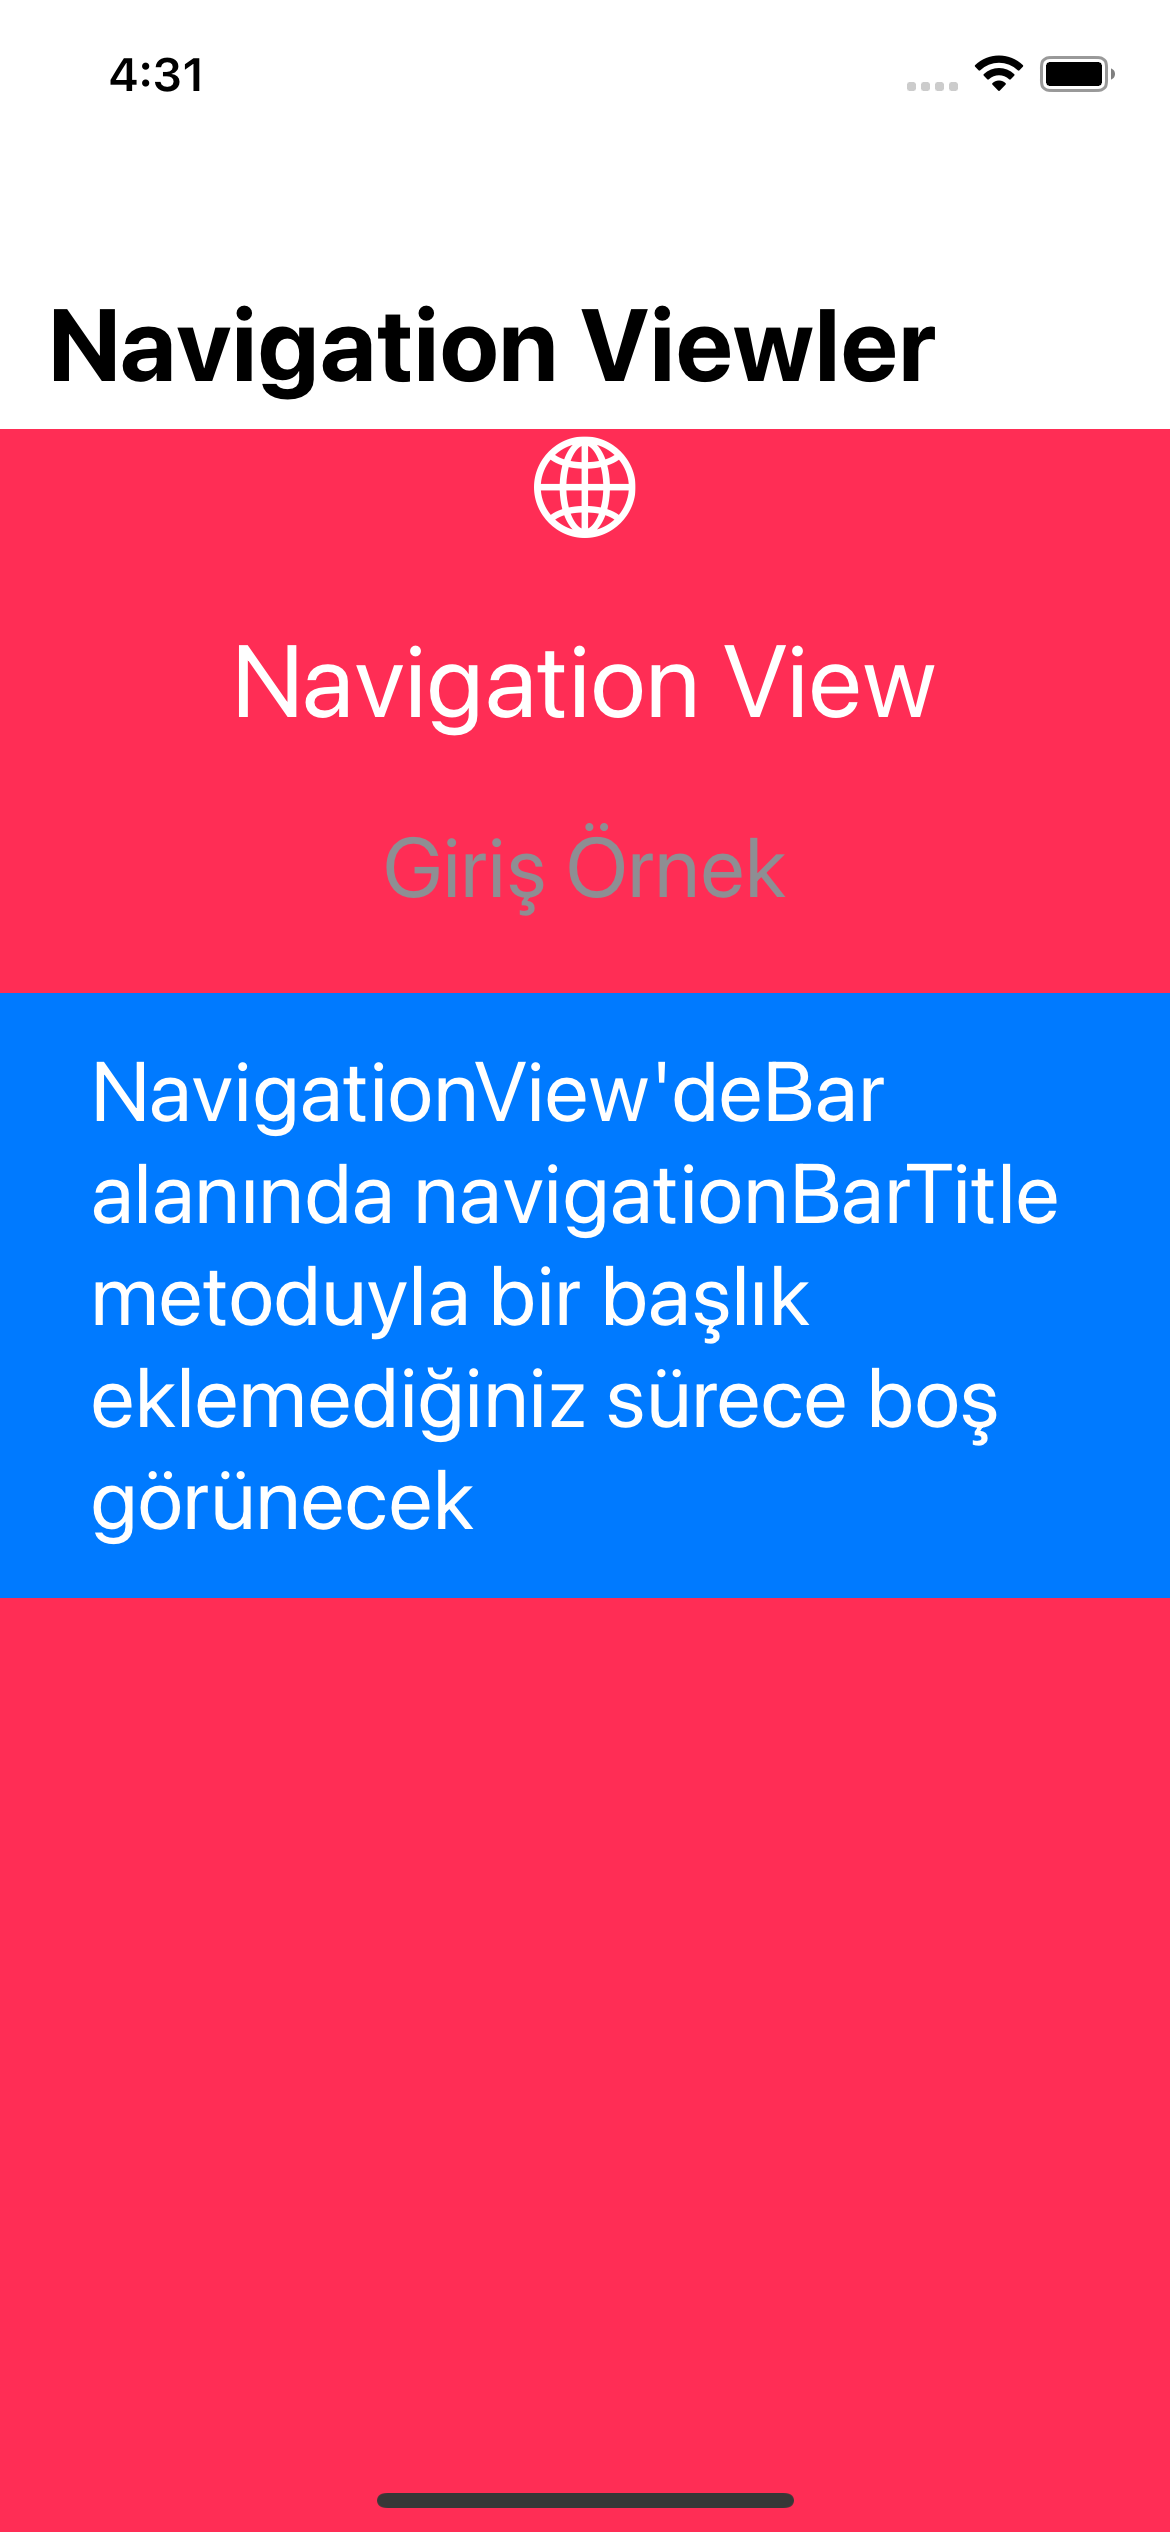 4:31
Navigation Viewler
Navigation View
Giriş Örnek
NavigationView'deBar
alanında navigationBarTitle
metoduyla bir başlık
eklemediğiniz sürece boş
görünecek